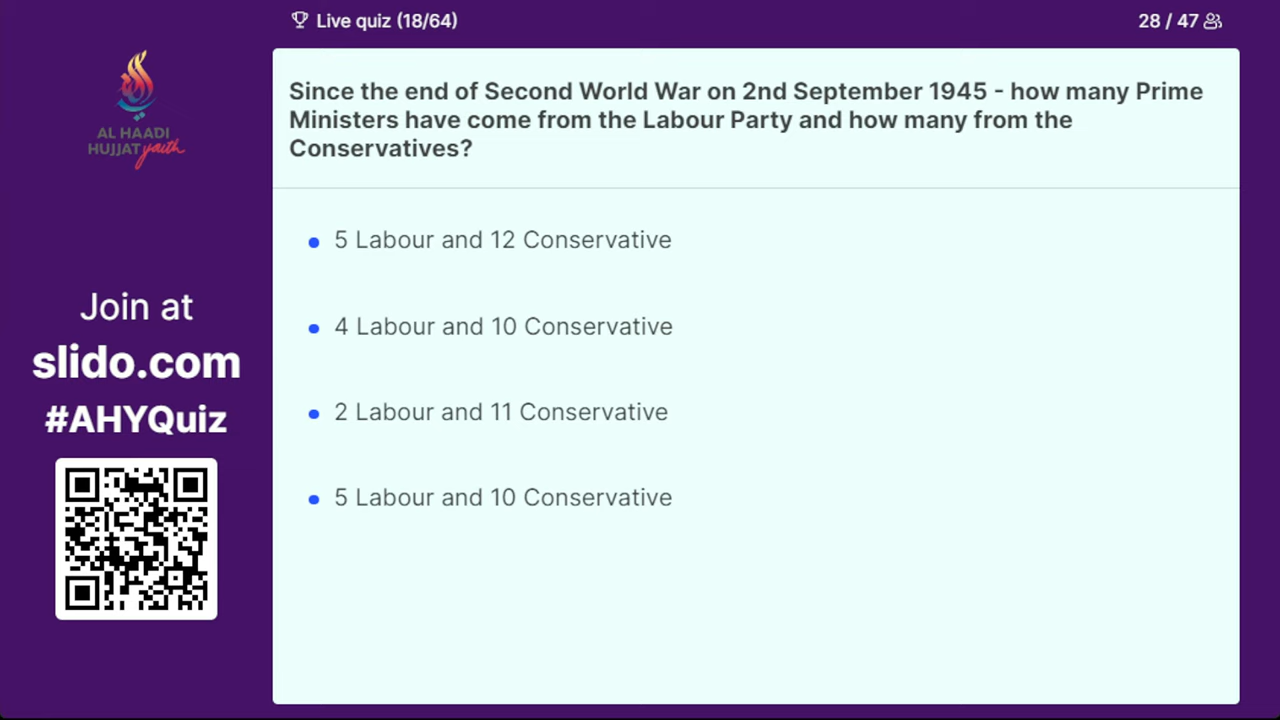 Live quiz (18/64)
28 / 47
AL HAADI
HUJJAT youth
Join at
slido.com
#AHYQuiz
Since the end of Second World War on 2nd September 1945 - how many Prime
Ministers have come from the Labour Party and how many from the
Conservatives?
5 Labour and 12 Conservative
4 Labour and 10 Conservative
2 Labour and 11 Conservative
5 Labour and 10 Conservative